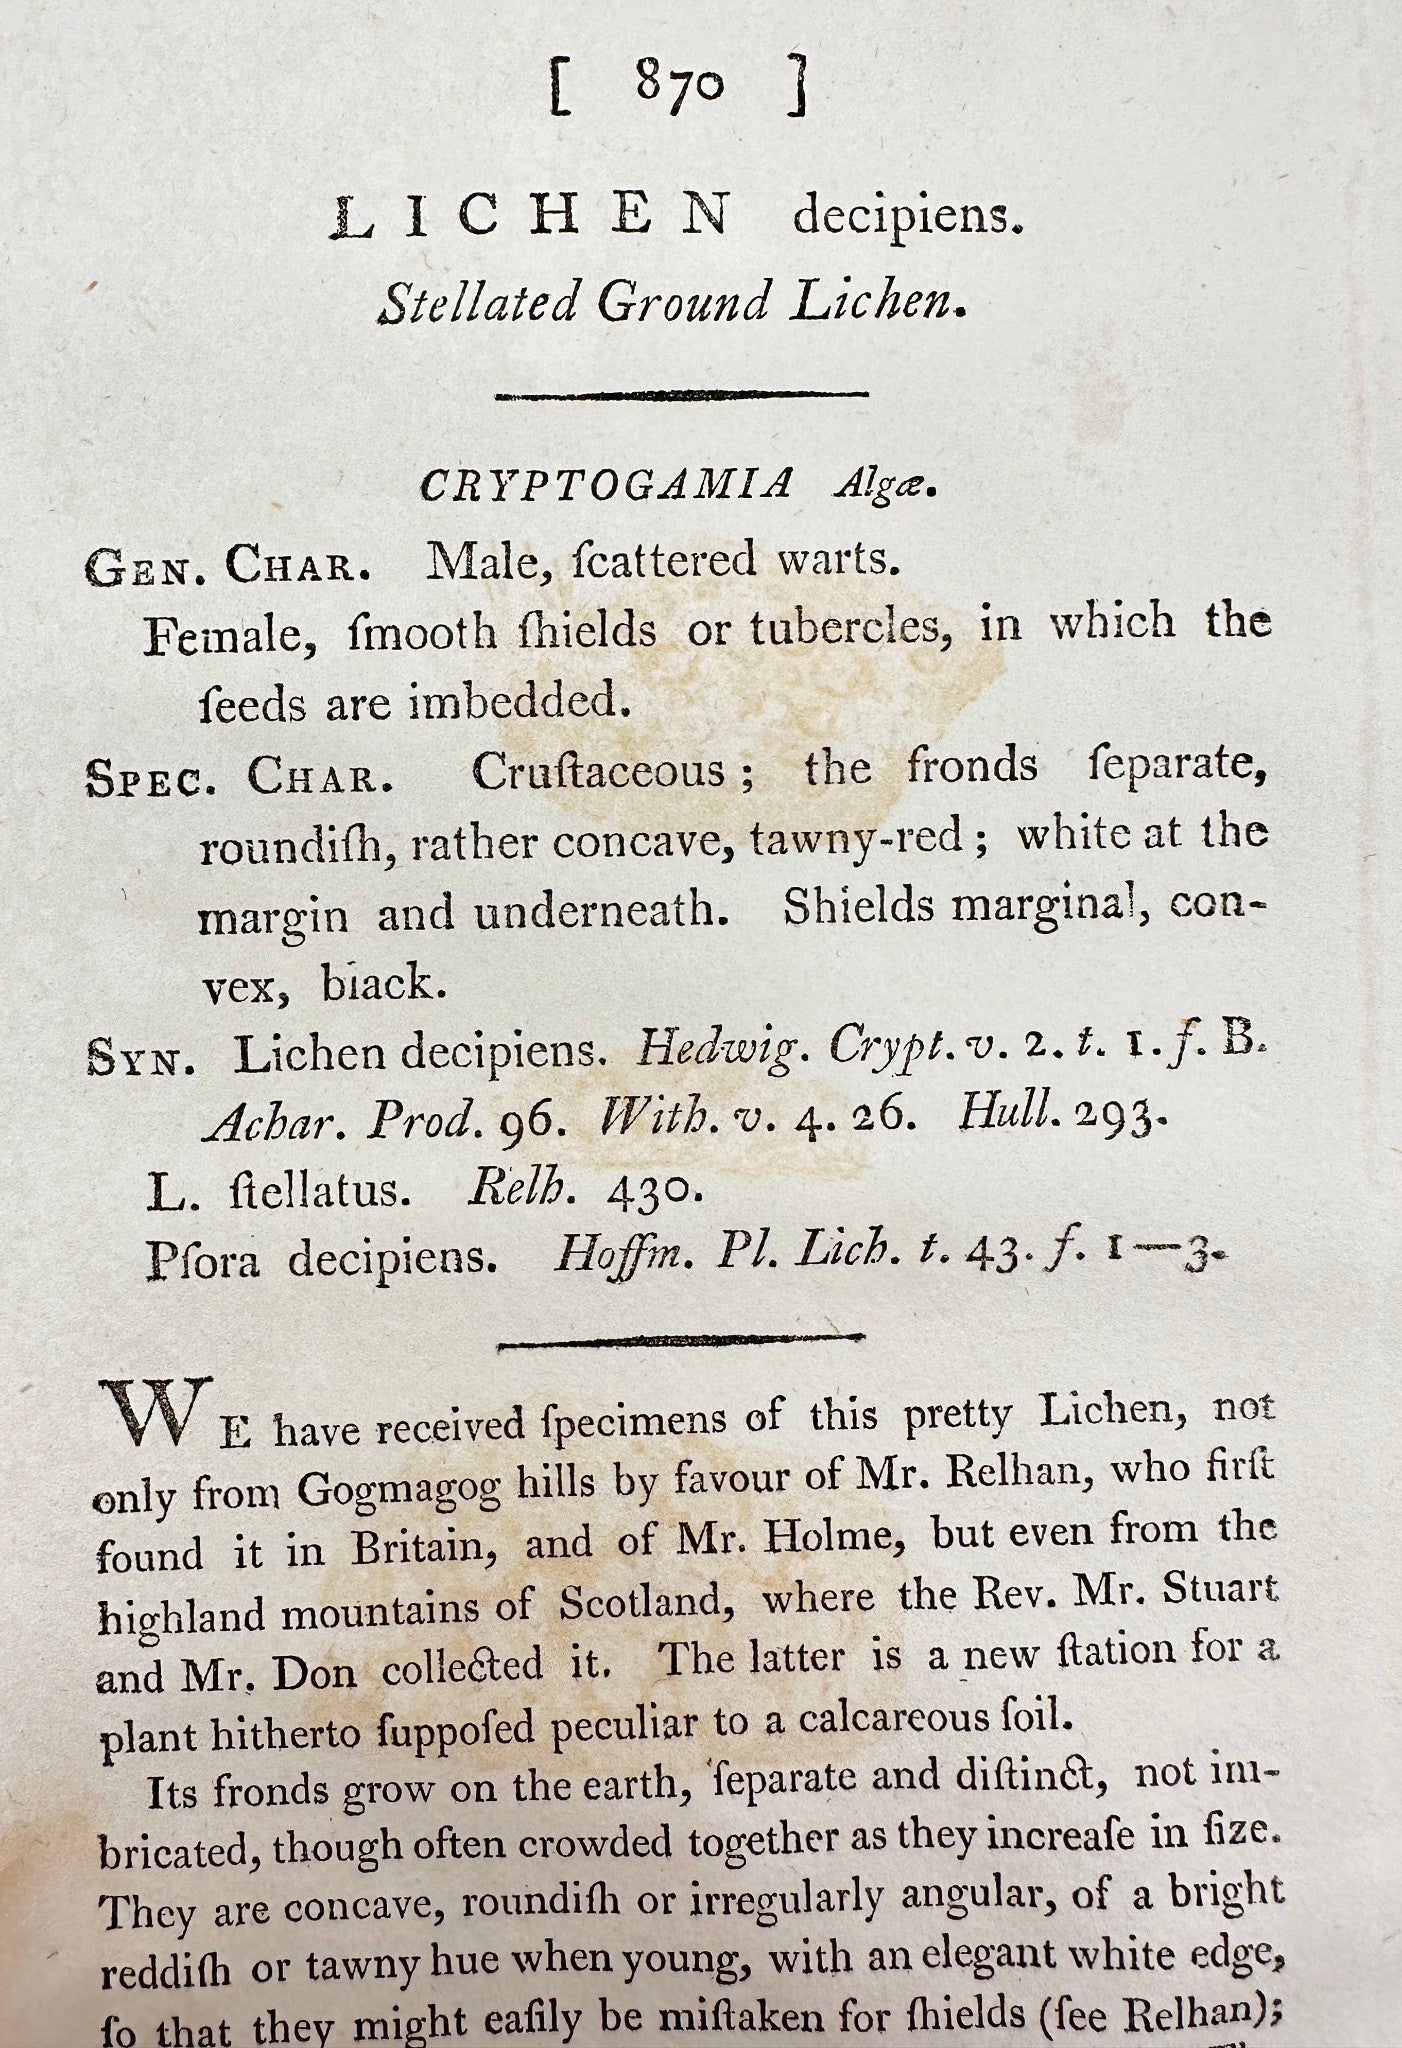 [ 870 ]
LICHEN decipiens.
Stellated Ground Lichen.
CRYPTOGAMIA Algæ.
GEN. CHAR. Male, ſcattered warts.
Female, ſmooth ſhields or tubercles, in which the
ſeeds are imbedded.
SPEC. CHAR. Cruſtaceous; the fronds ſeparate,
roundiſh, rather concave, tawny-red; white at the
margin and underneath. Shields marginal, con-
vex, black.
SYN. Lichen decipiens. Hedwig. Crypt. v. 2. t. 1. f. B.
Achar. Prod. 96. With. v. 4. 26. Hull. 293.
L. ſtellatus. Relh. 430.
Pſora decipiens. Hoffm. Pl. Lich. t. 43. f. 1—3.
WE have received ſpecimens of this pretty Lichen, not
only from Gogmagog hills by favour of Mr. Relhan, who firſt
found it in Britain, and of Mr. Holme, but even from the
highland mountains of Scotland, where the Rev. Mr. Stuart
and Mr. Don collected it. The latter is a new ſtation for a
plant hitherto ſuppoſed peculiar to a calcareous ſoil.
Its fronds grow on the earth, ſeparate and diſtinct, not im-
bricated, though often crowded together as they increaſe in ſize.
They are concave, roundiſh or irregularly angular, of a bright
reddiſh or tawny hue when young, with an elegant white edge,
ſo that they might eaſily be miſtaken for ſhields (ſee Relhan);